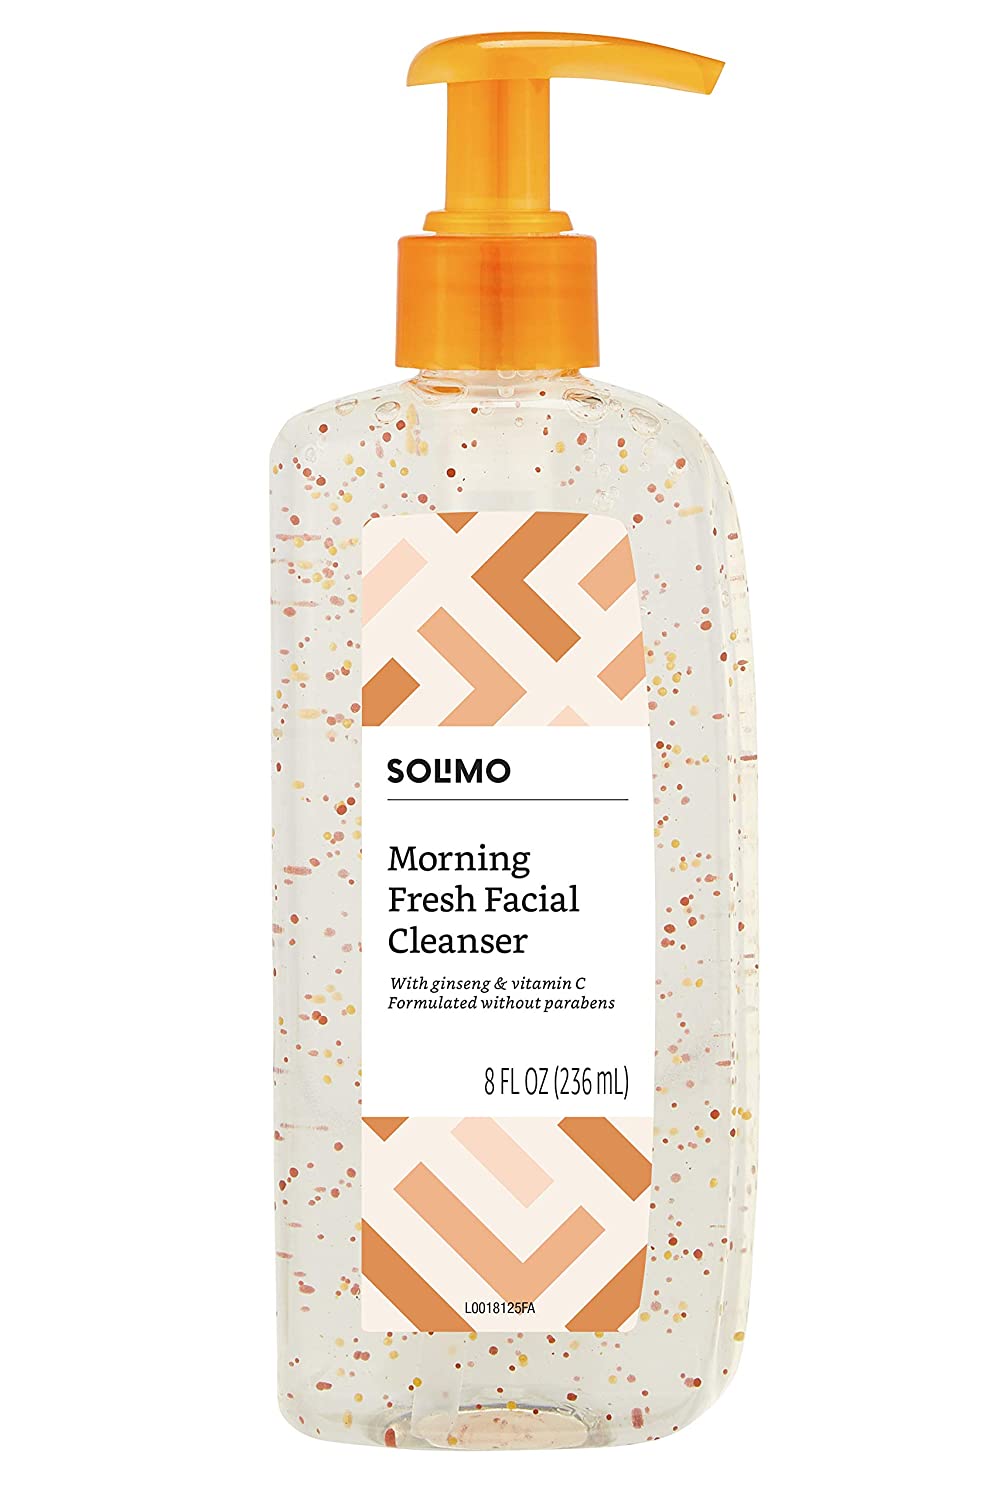 SOLIMO
Morning
Fresh Facial
Cleanser
With ginseng & vitamin C
Formulated without parabens
8 FL OZ (236 mL)
L0018125FA